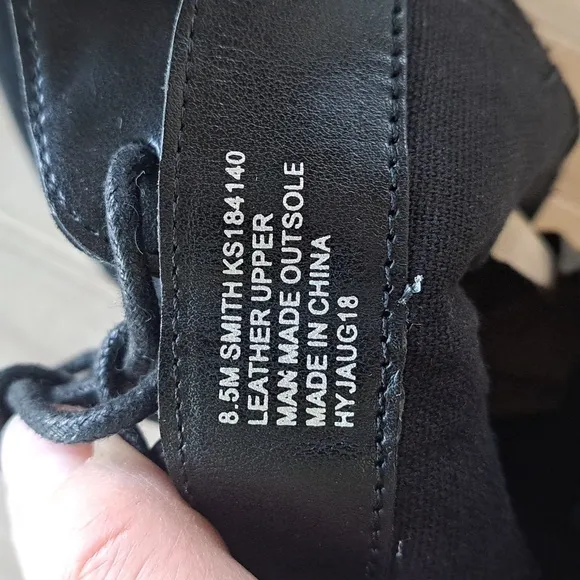 8.5M SMITH KS184140
LEATHER UPPER
MAN MADE OUTSOLE
MADE IN CHINA
HYJAUG18